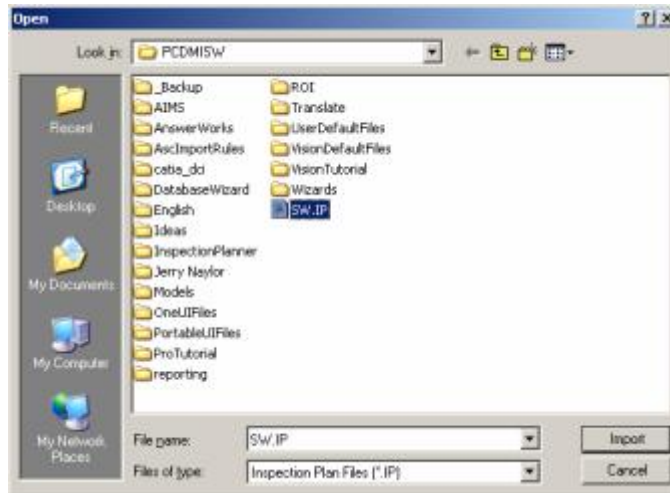 Open
Look in: PCDMISW
Recent
Desktop
My Documents
My Computer
My Network Places
_Backup
AIMS
AnswerWorks
AscImportRules
catia_dci
DatabaseWizard
English
Ideas
InspectionPlanner
Jerry Naylor
Models
OneUIFiles
PortableUIFiles
ProTutorial
reporting
ROI
Translate
UserDefaultFiles
VisionDefaultFiles
VisionTutorial
Wizards
SW.IP
File name: SW.IP Import
Files of type: Inspection Plan Files (*.IP) Cancel